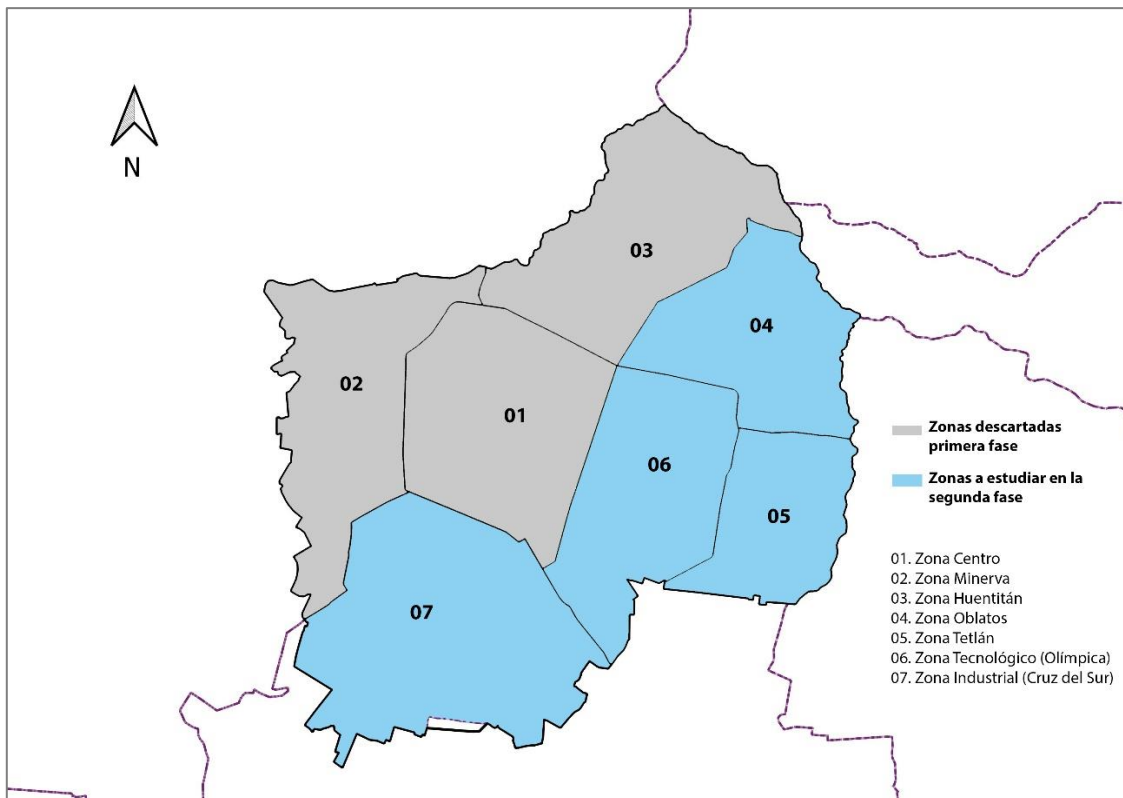 N
03
04
02
01
06
05
07
Zonas descartadas
primera fase
Zonas a estudiar en la
segunda fase
01. Zona Centro
02. Zona Minerva
03. Zona Huentitán
04. Zona Oblatos
05. Zona Tetlán
06. Zona Tecnológico (Olímpica)
07. Zona Industrial (Cruz del Sur)